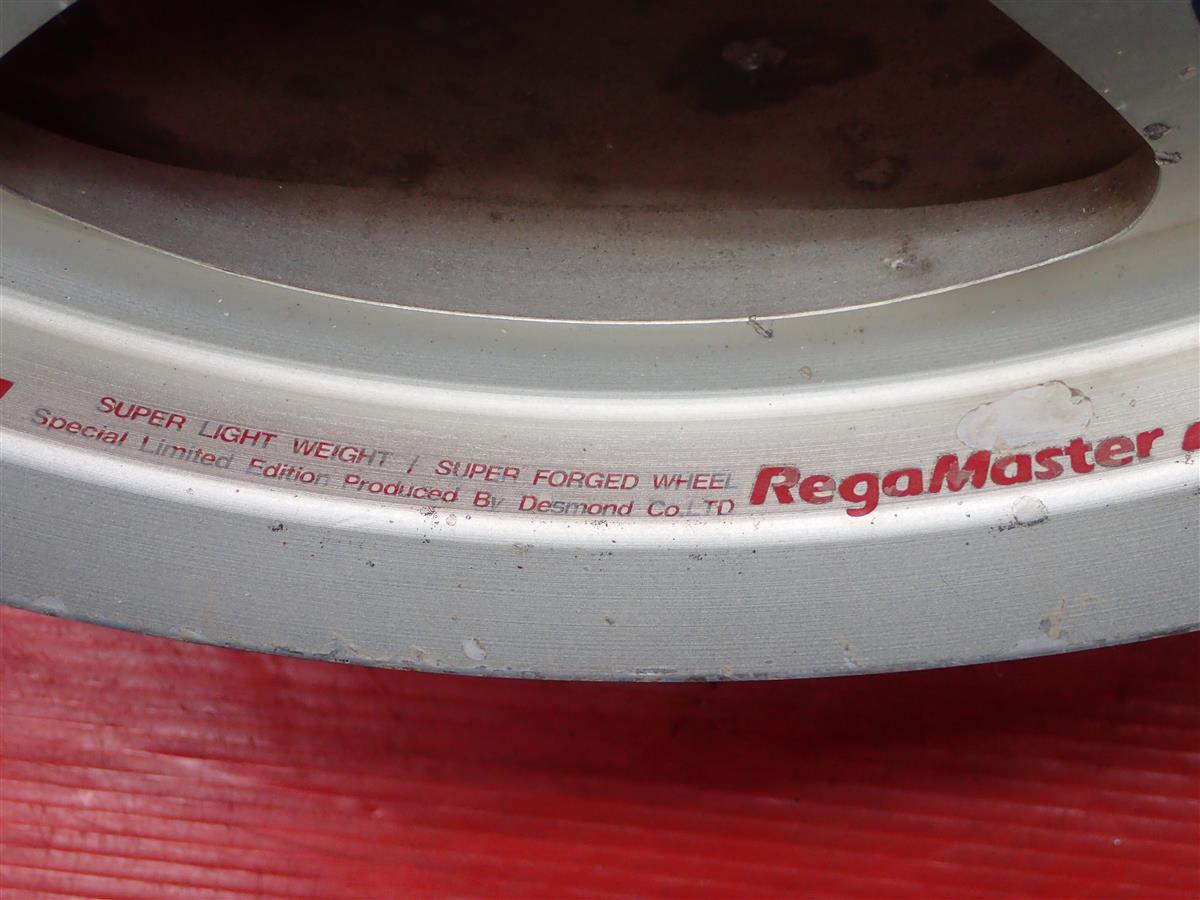 SUPER LIGHT WEIGHT / SUPER FORGED WHEEL
Special Limited Edition Produced By Desmond Co.LTD
RegaMaster